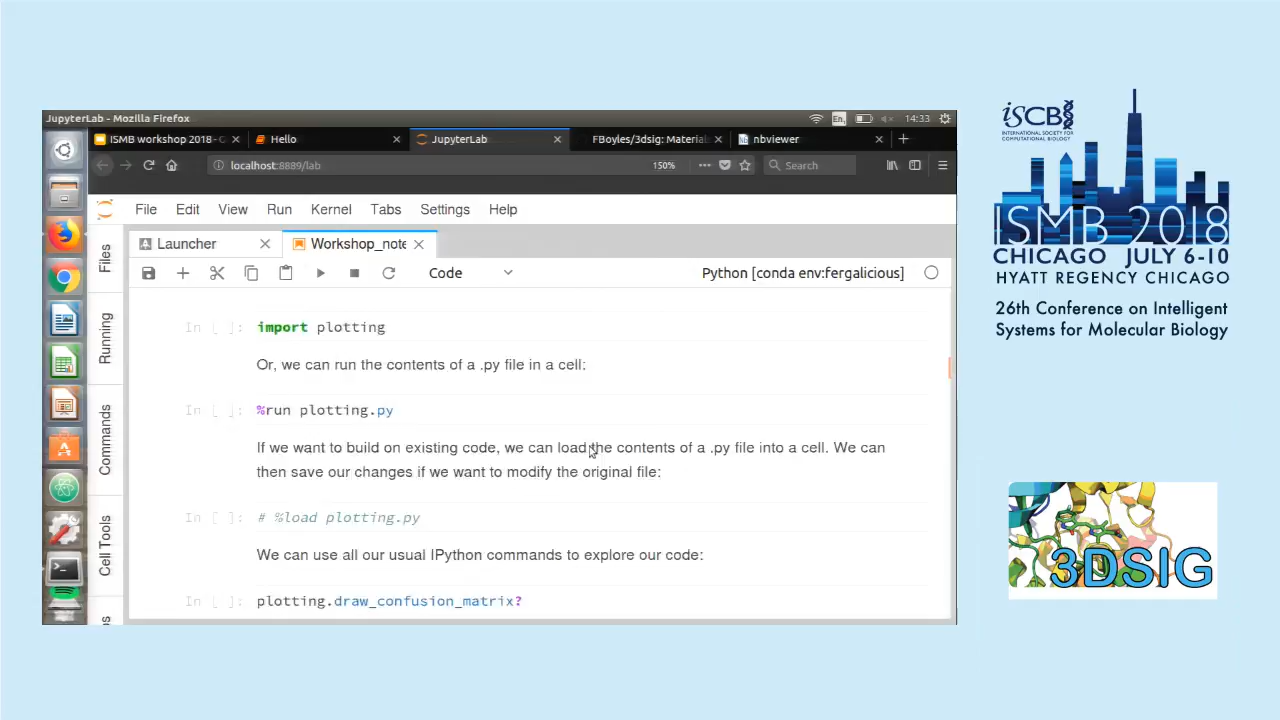 JupyterLab - Mozilla Firefox
En
14:33
ISMB workshop 2018 - G
Hello
JupyterLab
FBoyles/3dsig: Material
nbviewer
localhost:8889/lab
150%
Search
File Edit View Run Kernel Tabs Settings Help
Launcher
Workshop_note
Code
Python [conda env:fergalicious]
Files
Running
Commands
Cell Tools
In [ ]: import plotting
Or, we can run the contents of a .py file in a cell:
In [ ]: %run plotting.py
If we want to build on existing code, we can load the contents of a .py file into a cell. We can
then save our changes if we want to modify the original file:
In [ ]: # %load plotting.py
We can use all our usual IPython commands to explore our code:
In [ ]: plotting.draw_confusion_matrix?
iSCB
INTERNATIONAL SOCIETY FOR
COMPUTATIONAL BIOLOGY
ISMB 2018
CHICAGO JULY 6-10
HYATT REGENCY CHICAGO
26th Conference on Intelligent
Systems for Molecular Biology
3DSIG